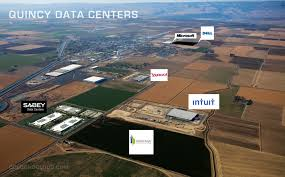 QUINCY DATA CENTERS
Microsoft
DELL
YAHOO!
SABEY
Data Centers
intuit